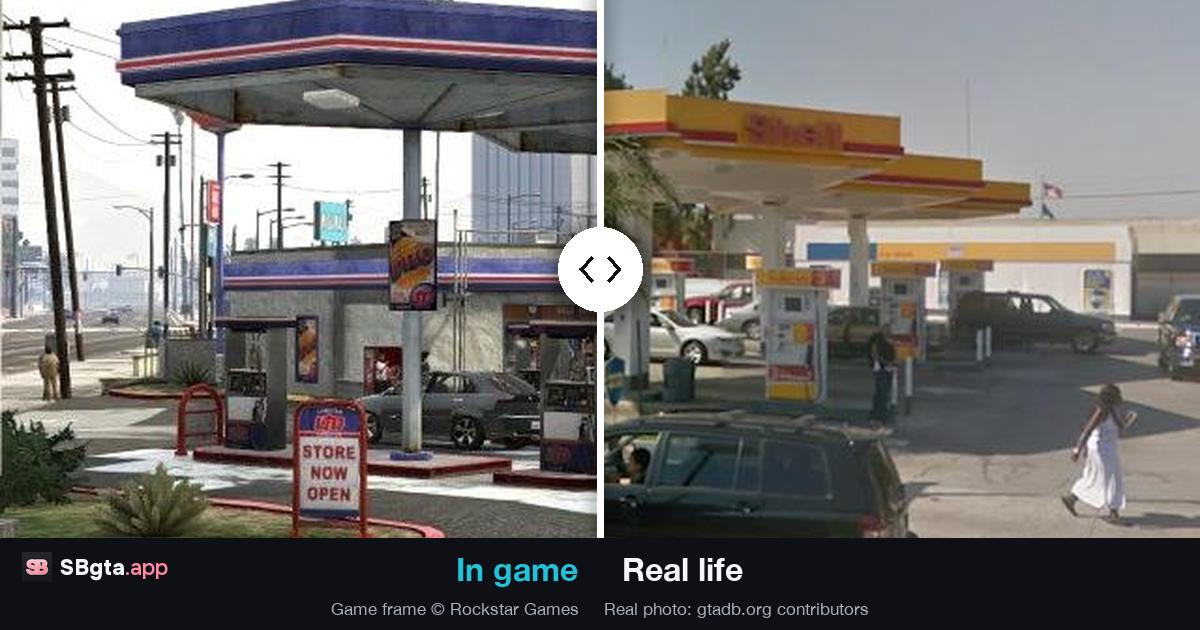 LTD
STORE
NOW
OPEN
Shell
SBgta.app
In game
Real life
Game frame © Rockstar Games
Real photo: gtadb.org contributors